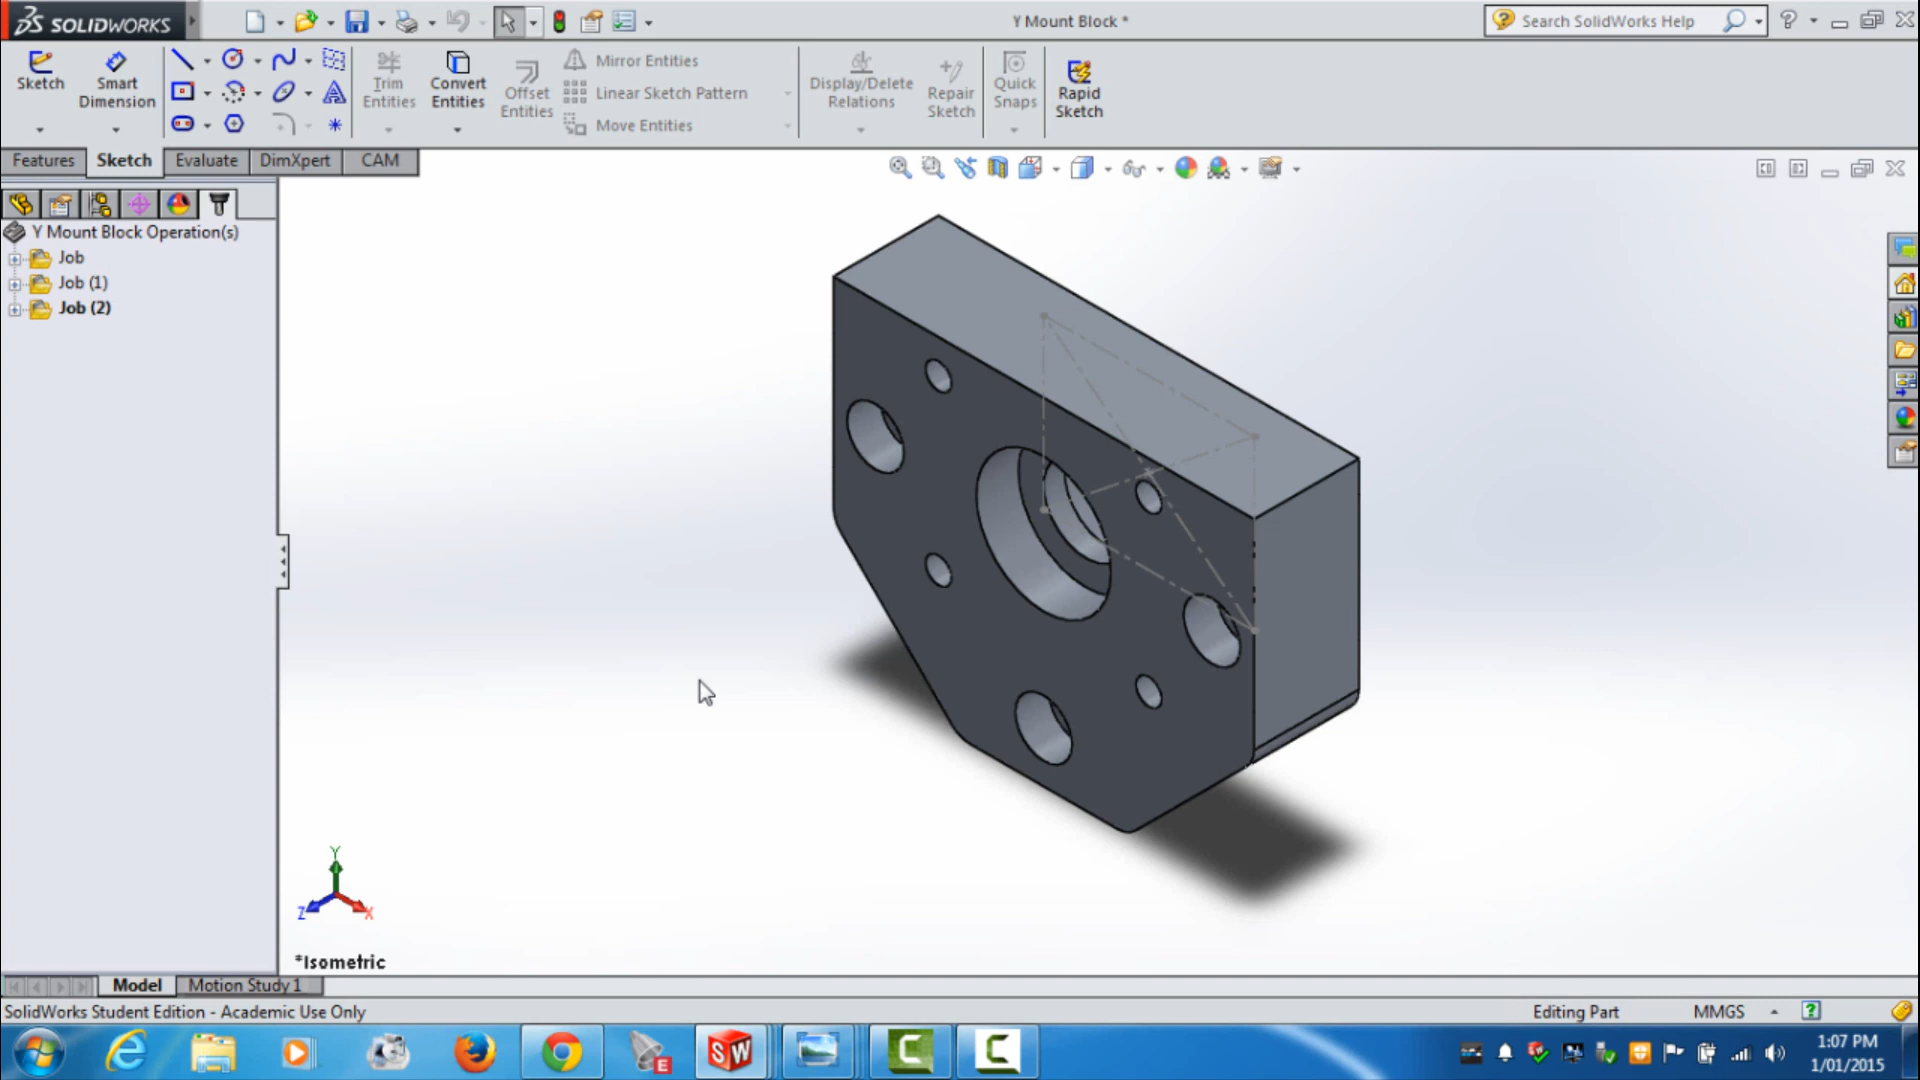 SOLIDWORKS
Y Mount Block *
Search SolidWorks Help
Sketch
Smart Dimension
Trim Entities
Convert Entities
Offset Entities
Mirror Entities
Linear Sketch Pattern
Move Entities
Display/Delete Relations
Repair Sketch
Quick Snaps
Rapid Sketch
Features
Sketch
Evaluate
DimXpert
CAM
Y Mount Block Operation(s)
Job
Job (1)
Job (2)
Y
Z
X
*Isometric
Model
Motion Study 1
SolidWorks Student Edition - Academic Use Only
Editing Part
MMGS
E
SW
C
C
1:07 PM
1/01/2015